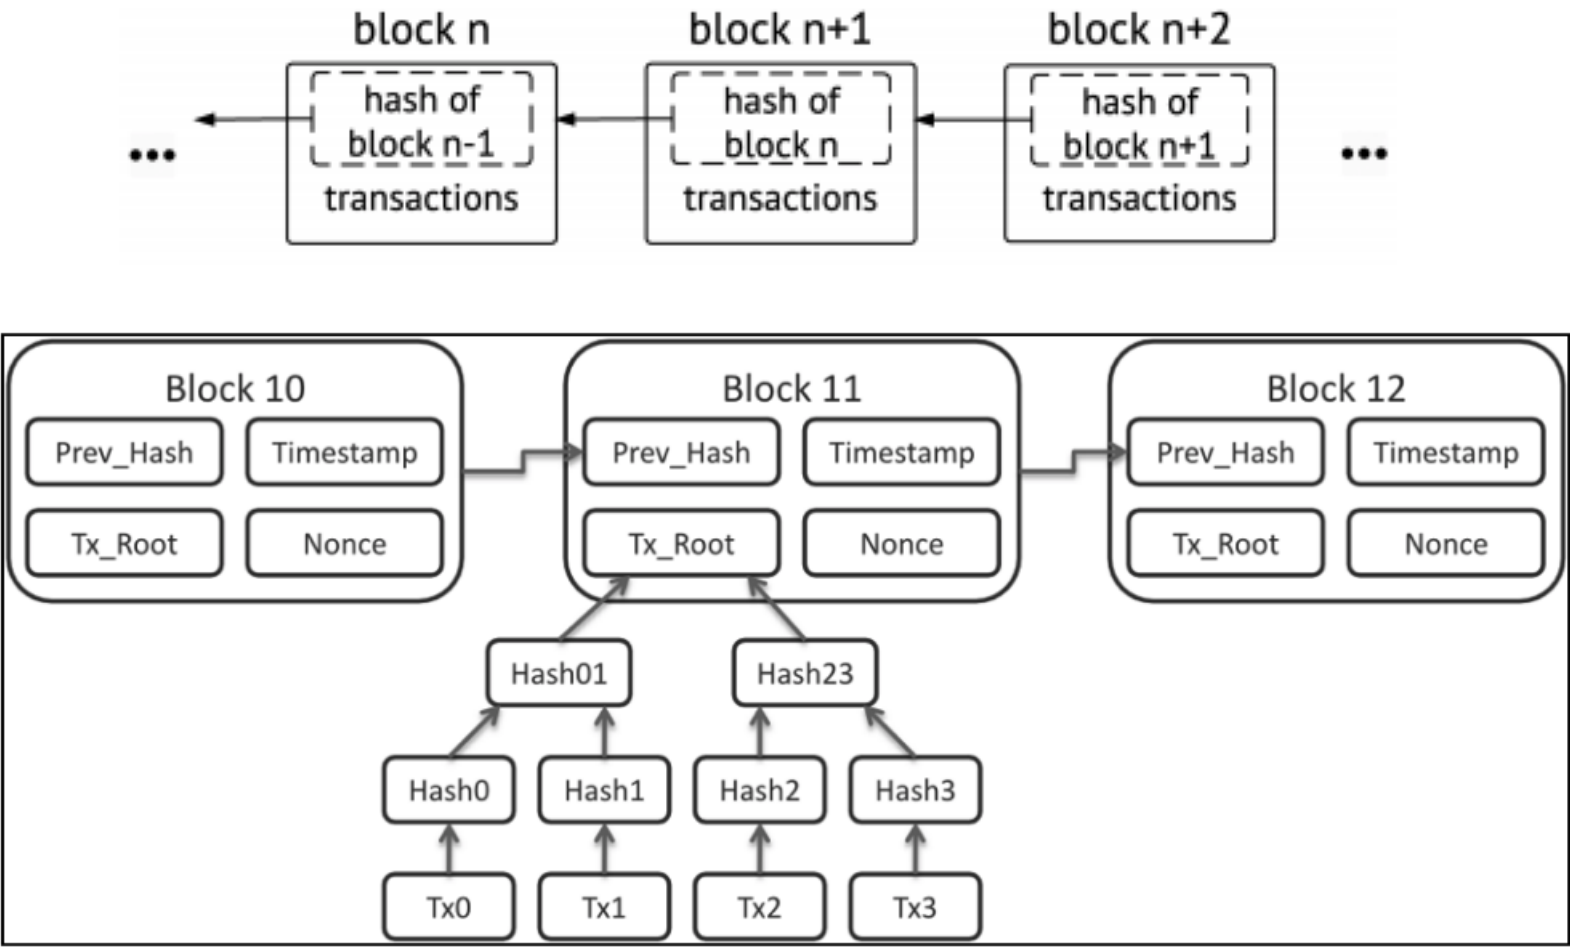 block n
block n+1
block n+2
hash of
block n-1
transactions
hash of
block n
transactions
hash of
block n+1
transactions
...
...
Block 10
Prev_Hash
Timestamp
Tx_Root
Nonce
Block 11
Prev_Hash
Timestamp
Tx_Root
Nonce
Block 12
Prev_Hash
Timestamp
Tx_Root
Nonce
Hash01
Hash23
Hash0
Hash1
Hash2
Hash3
Tx0
Tx1
Tx2
Tx3